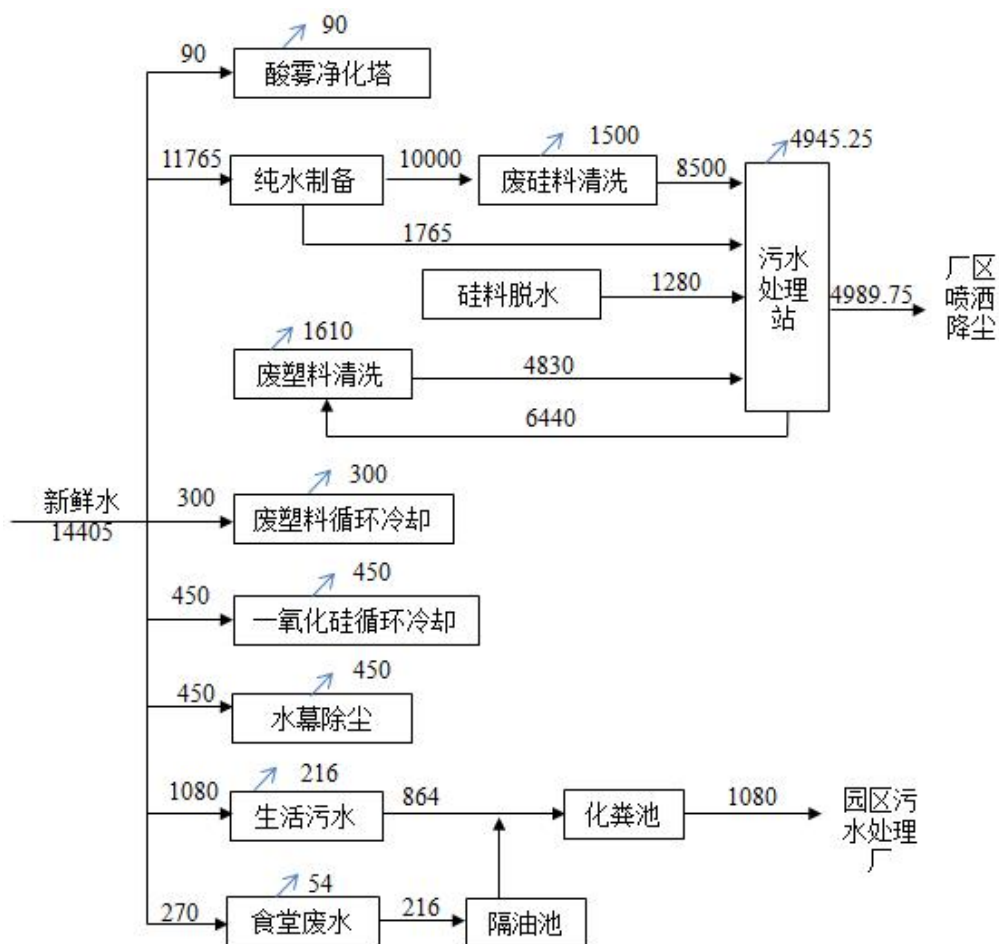 90
90
酸雾净化塔
11765
纯水制备
10000
1500
废硅料清洗
8500
4945.25
1765
污水
处理
站
硅料脱水
1280
4989.75
厂区
喷洒
降尘
1610
废塑料清洗
4830
6440
新鲜水
14405
300
300
废塑料循环冷却
450
450
一氧化硅循环冷却
450
450
水幕除尘
1080
216
生活污水
864
化粪池
1080
园区污
水处理
厂
270
54
食堂废水
216
隔油池